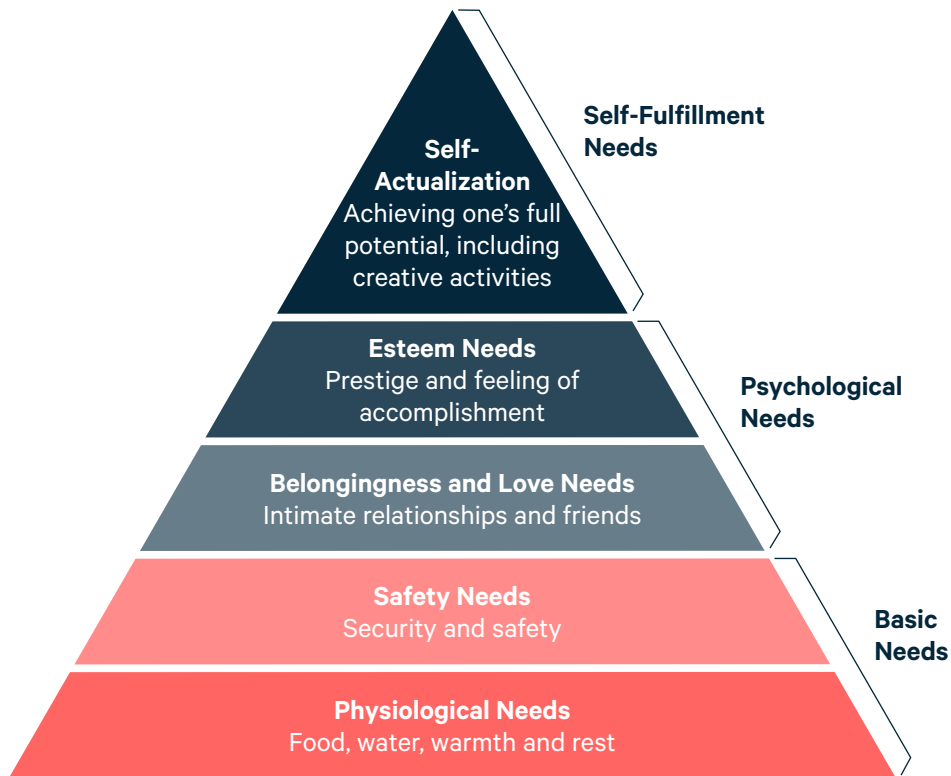 Self-
Actualization
Achieving one’s full
potential, including
creative activities
Self-Fulfillment
Needs
Esteem Needs
Prestige and feeling of
accomplishment
Psychological
Needs
Belongingness and Love Needs
Intimate relationships and friends
Safety Needs
Security and safety
Basic
Needs
Physiological Needs
Food, water, warmth and rest